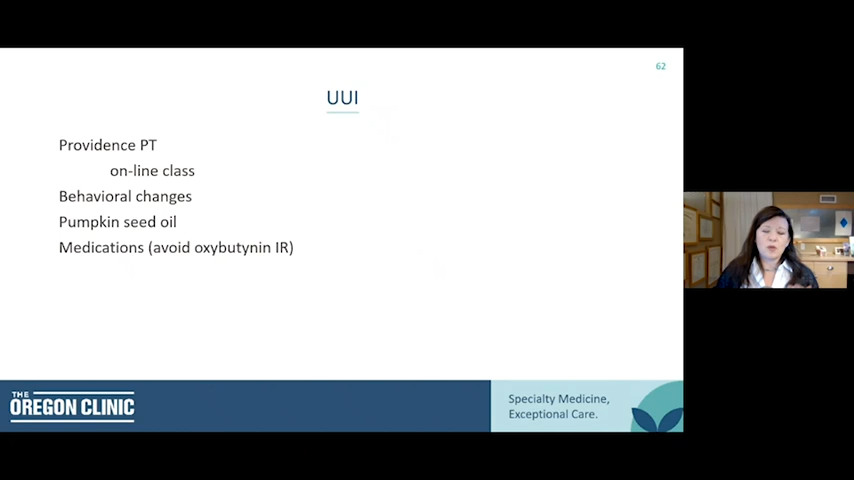 62
UUI
Providence PT
on-line class
Behavioral changes
Pumpkin seed oil
Medications (avoid oxybutynin IR)
THE
OREGON CLINIC
Specialty Medicine,
Exceptional Care.